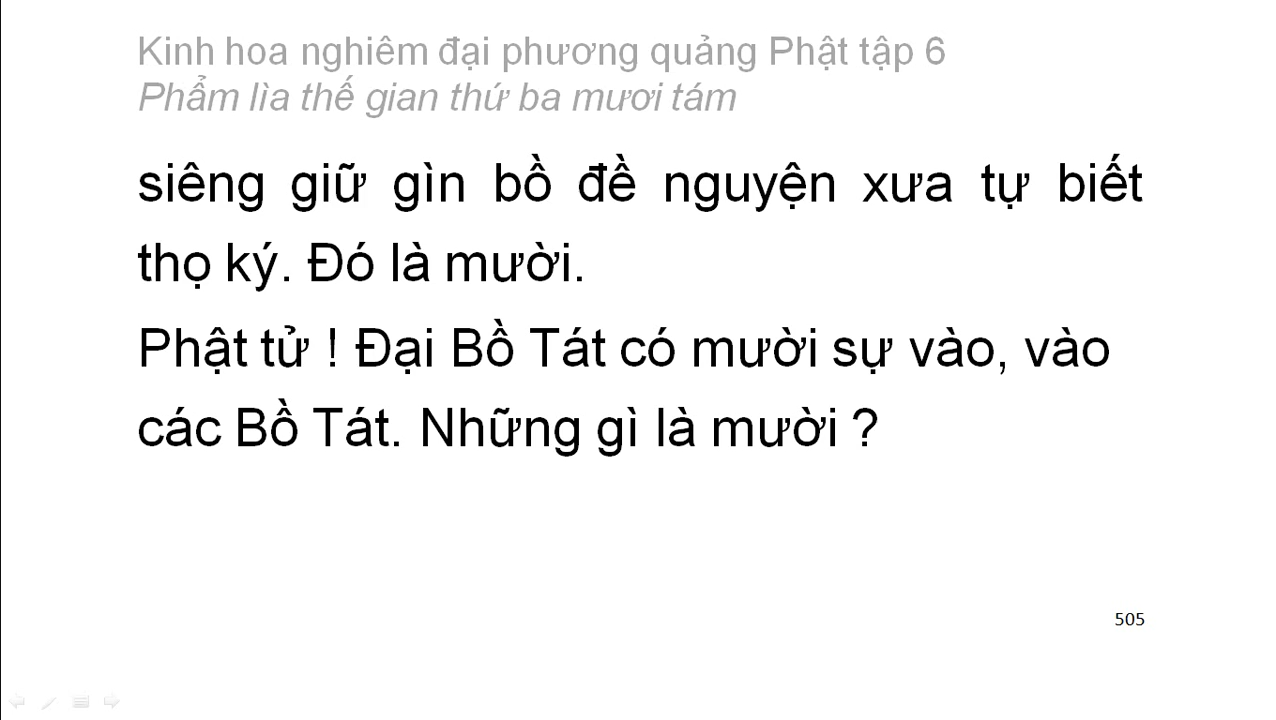 Kinh hoa nghiêm đại phương quảng Phật tập 6
Phẩm lìa thế gian thứ ba mươi tám
siêng giữ gìn bồ đề nguyện xưa tự biết
thọ ký. Đó là mười.
Phật tử ! Đại Bồ Tát có mười sự vào, vào
các Bồ Tát. Những gì là mười ?
505